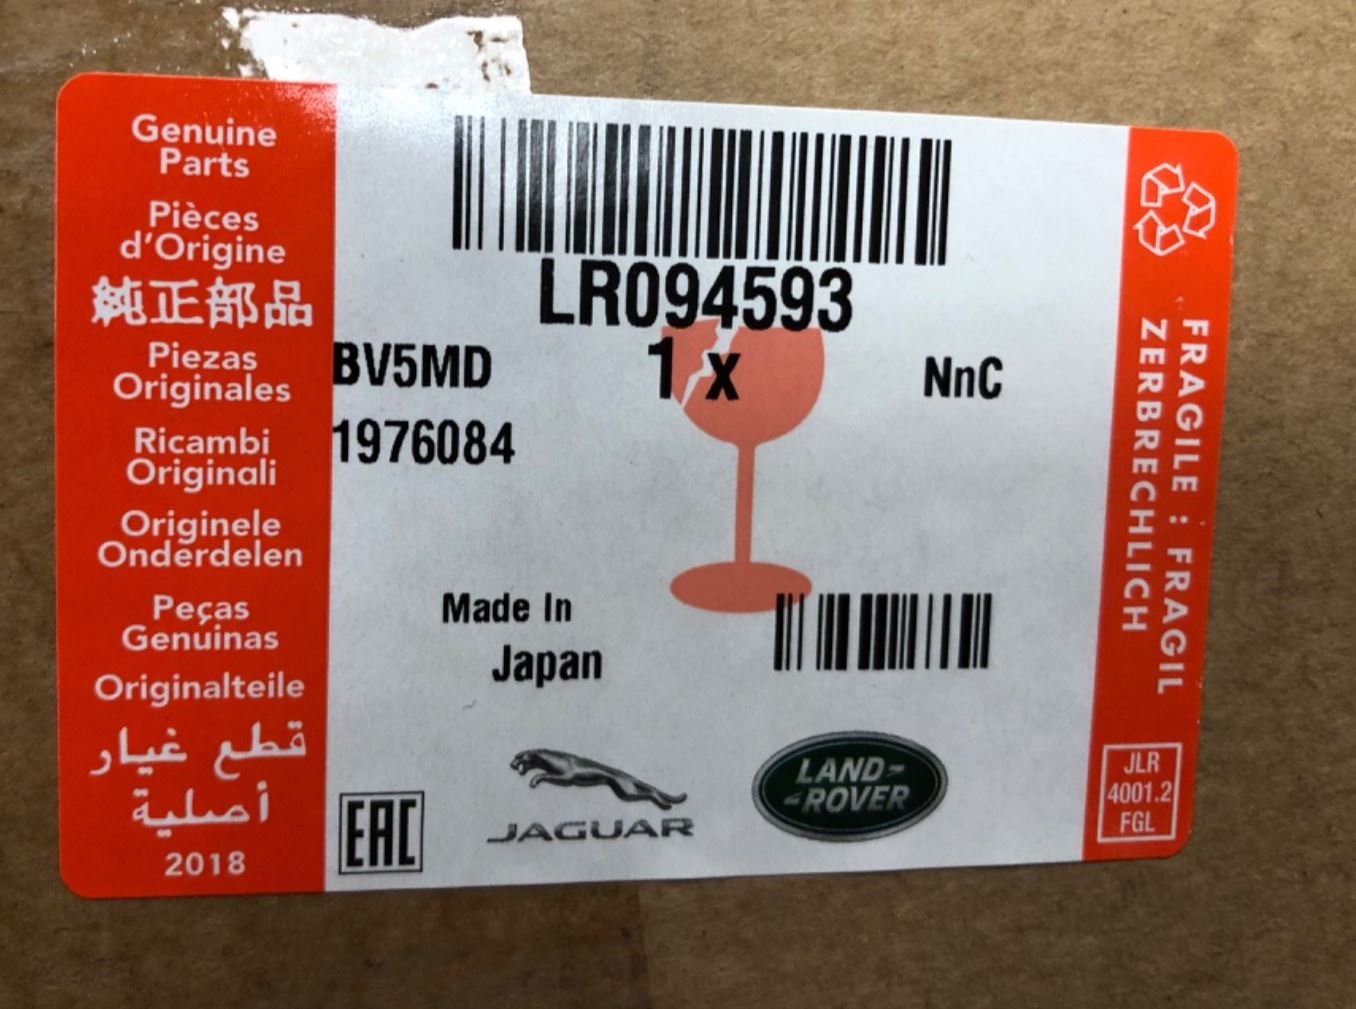 Genuine
Parts
Pièces
d'Origine
純正部品
Piezas
Originales
Ricambi
Originali
Originele
Onderdelen
Peças
Genuinas
Originalteile
قطع غيار
أصلية
2018
LR094593
BV5MD
1 x
NnC
1976084
Made In
Japan
EAC
JAGUAR
LAND-
-ROVER
FRAGILE : FRAGIL
ZERBRECHLICH
JLR
4001.2
FGL